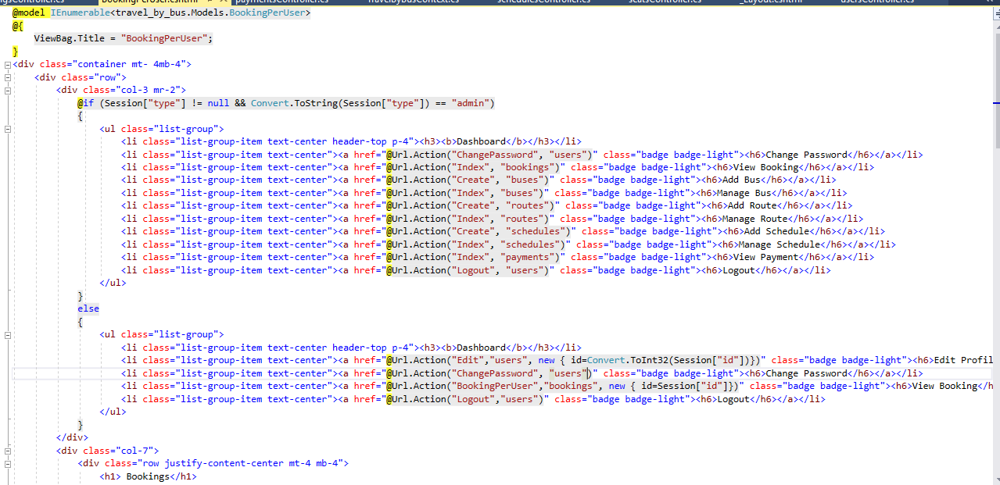 ngsController.cs BookingPerUser.cshtml paymentsController.cs TravelByBusContext.cs schedulesController.cs seatsController.cs _Layout.cshtml usersController.cs
@model IEnumerable<travel_by_bus.Models.BookingPerUser>
@{
ViewBag.Title = "BookingPerUser";
}
<div class="container mt- 4mb-4">
<div class="row">
<div class="col-3 mr-2">
@if (Session["type"] != null && Convert.ToString(Session["type"]) == "admin")
{
<ul class="list-group">
<li class="list-group-item text-center header-top p-4"><h3><b>Dashboard</b></h3></li>
<li class="list-group-item text-center"><a href="@Url.Action("ChangePassword", "users")" class="badge badge-light"><h6>Change Password</h6></a></li>
<li class="list-group-item text-center"><a href="@Url.Action("Index", "bookings")" class="badge badge-light"><h6>View Booking</h6></a></li>
<li class="list-group-item text-center"><a href="@Url.Action("Create", "buses")" class="badge badge-light"><h6>Add Bus</h6></a></li>
<li class="list-group-item text-center"><a href="@Url.Action("Index", "buses")" class="badge badge-light"><h6>Manage Bus</h6></a></li>
<li class="list-group-item text-center"><a href="@Url.Action("Create", "routes")" class="badge badge-light"><h6>Add Route</h6></a></li>
<li class="list-group-item text-center"><a href="@Url.Action("Index", "routes")" class="badge badge-light"><h6>Manage Route</h6></a></li>
<li class="list-group-item text-center"><a href="@Url.Action("Create", "schedules")" class="badge badge-light"><h6>Add Schedule</h6></a></li>
<li class="list-group-item text-center"><a href="@Url.Action("Index", "schedules")" class="badge badge-light"><h6>Manage Schedule</h6></a></li>
<li class="list-group-item text-center"><a href="@Url.Action("Index", "payments")" class="badge badge-light"><h6>View Payment</h6></a></li>
<li class="list-group-item text-center"><a href="@Url.Action("Logout", "users")" class="badge badge-light"><h6>Logout</h6></a></li>
</ul>
}
else
{
<ul class="list-group">
<li class="list-group-item text-center header-top p-4"><h3><b>Dashboard</b></h3></li>
<li class="list-group-item text-center"><a href="@Url.Action("Edit","users", new { id=Convert.ToInt32(Session["id"])})" class="badge badge-light"><h6>Edit Profil
<li class="list-group-item text-center"><a href="@Url.Action("ChangePassword", "users")" class="badge badge-light"><h6>Change Password</h6></a></li>
<li class="list-group-item text-center"><a href="@Url.Action("BookingPerUser","bookings", new { id=Session["id"]})" class="badge badge-light"><h6>View Booking</h
<li class="list-group-item text-center"><a href="@Url.Action("Logout","users")" class="badge badge-light"><h6>Logout</h6></a></li>
</ul>
}
</div>
<div class="col-7">
<div class="row justify-content-center mt-4 mb-4">
<h1> Bookings</h1>